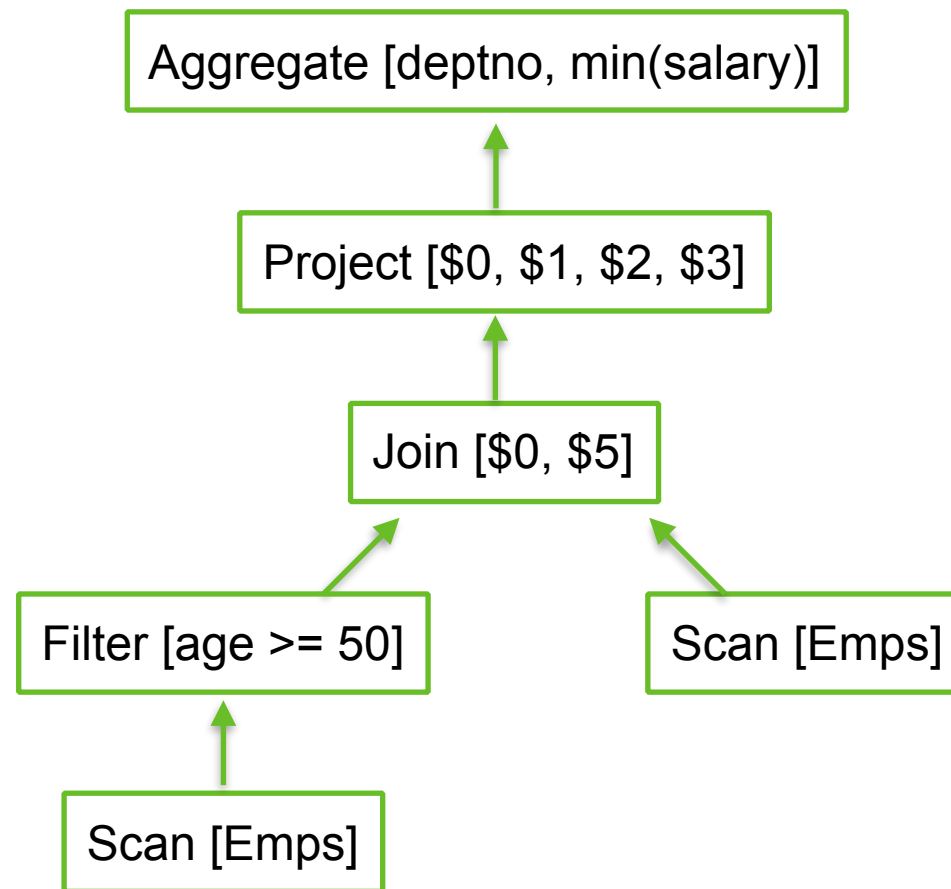 Aggregate [deptno, min(salary)]
Project [$0, $1, $2, $3]
Join [$0, $5]
Filter [age >= 50]
Scan [Emps]
Scan [Emps]